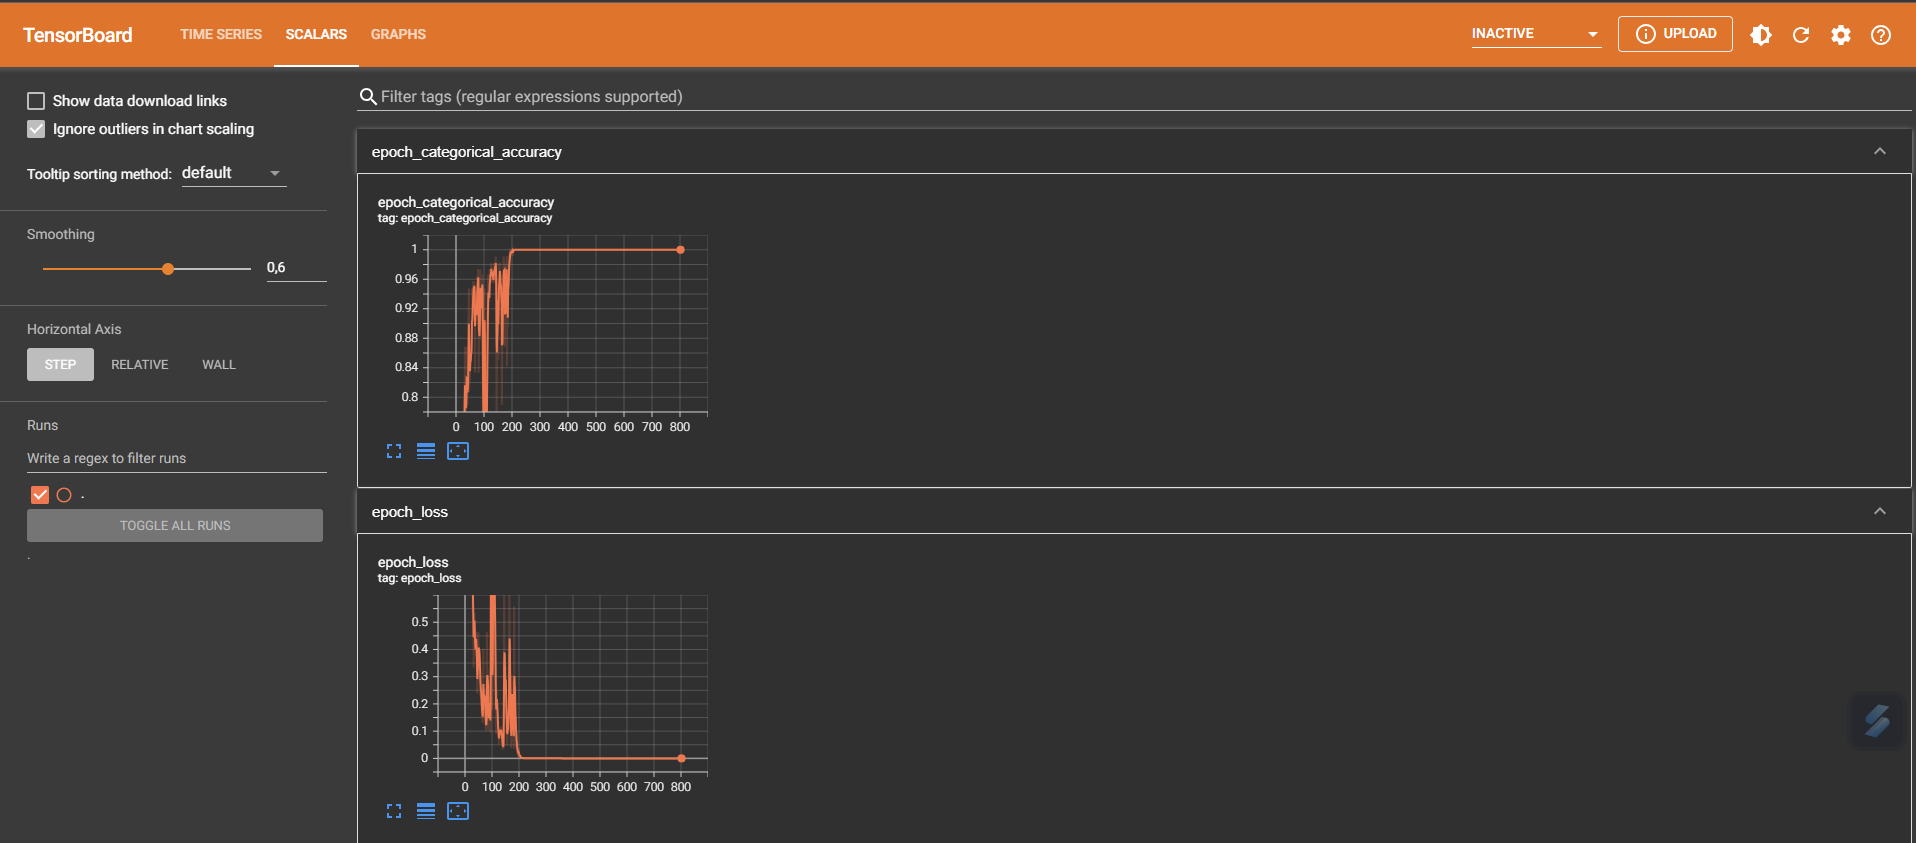 TensorBoard TIME SERIES SCALARS GRAPHS INACTIVE UPLOAD
Show data download links
Ignore outliers in chart scaling
Tooltip sorting method: default
Smoothing
0,6
Horizontal Axis
STEP RELATIVE WALL
Runs
Write a regex to filter runs
.
TOGGLE ALL RUNS
.
Filter tags (regular expressions supported)
epoch_categorical_accuracy
epoch_categorical_accuracy
tag: epoch_categorical_accuracy
1
0.96
0.92
0.88
0.84
0.8
0 100 200 300 400 500 600 700 800
epoch_loss
epoch_loss
tag: epoch_loss
0.5
0.4
0.3
0.2
0.1
0
0 100 200 300 400 500 600 700 800